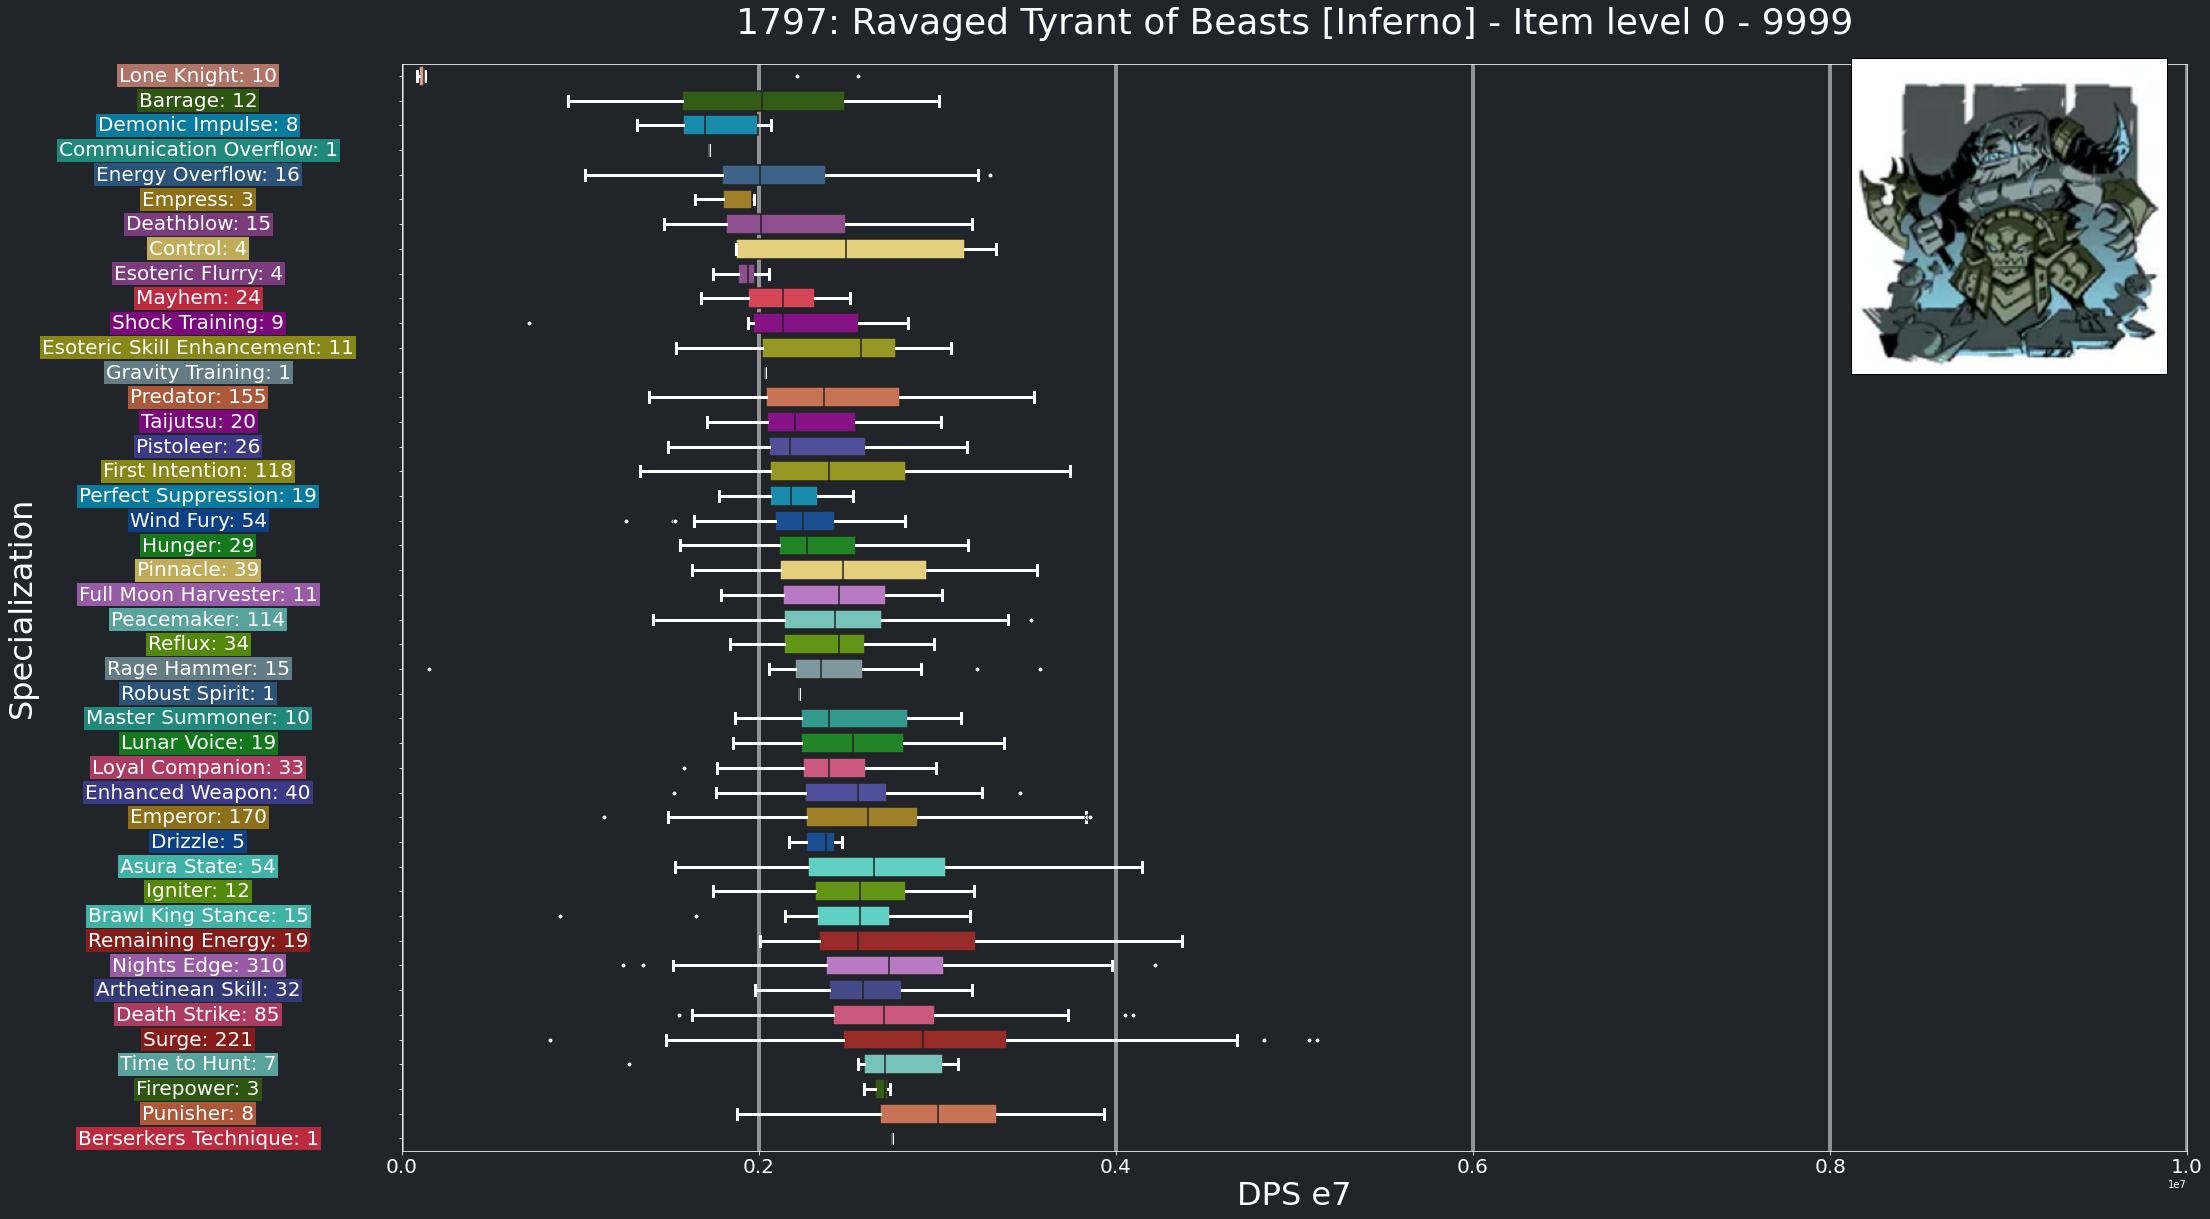 1797: Ravaged Tyrant of Beasts [Inferno] - Item level 0 - 9999
Specialization
Lone Knight: 10
Barrage: 12
Demonic Impulse: 8
Communication Overflow: 1
Energy Overflow: 16
Empress: 3
Deathblow: 15
Control: 4
Esoteric Flurry: 4
Mayhem: 24
Shock Training: 9
Esoteric Skill Enhancement: 11
Gravity Training: 1
Predator: 155
Taijutsu: 20
Pistoleer: 26
First Intention: 118
Perfect Suppression: 19
Wind Fury: 54
Hunger: 29
Pinnacle: 39
Full Moon Harvester: 11
Peacemaker: 114
Reflux: 34
Rage Hammer: 15
Robust Spirit: 1
Master Summoner: 10
Lunar Voice: 19
Loyal Companion: 33
Enhanced Weapon: 40
Emperor: 170
Drizzle: 5
Asura State: 54
Igniter: 12
Brawl King Stance: 15
Remaining Energy: 19
Nights Edge: 310
Arthetinean Skill: 32
Death Strike: 85
Surge: 221
Time to Hunt: 7
Firepower: 3
Punisher: 8
Berserkers Technique: 1
0.0 0.2 0.4 0.6 0.8 1.0
1e7
DPS e7